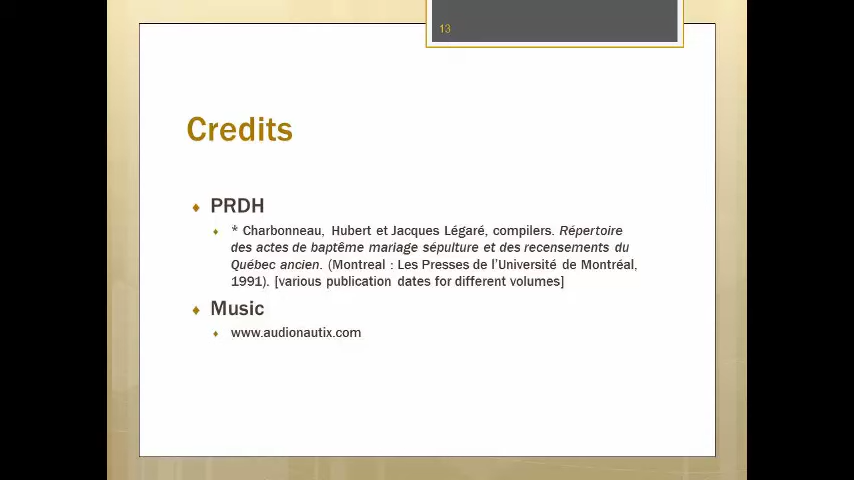 13
Credits
♦ PRDH
♦ * Charbonneau, Hubert et Jacques Légaré, compilers. Répertoire
des actes de baptême mariage sépulture et des recensements du
Québec ancien. (Montreal : Les Presses de l'Université de Montréal,
1991). [various publication dates for different volumes]
♦ Music
♦ www.audionautix.com